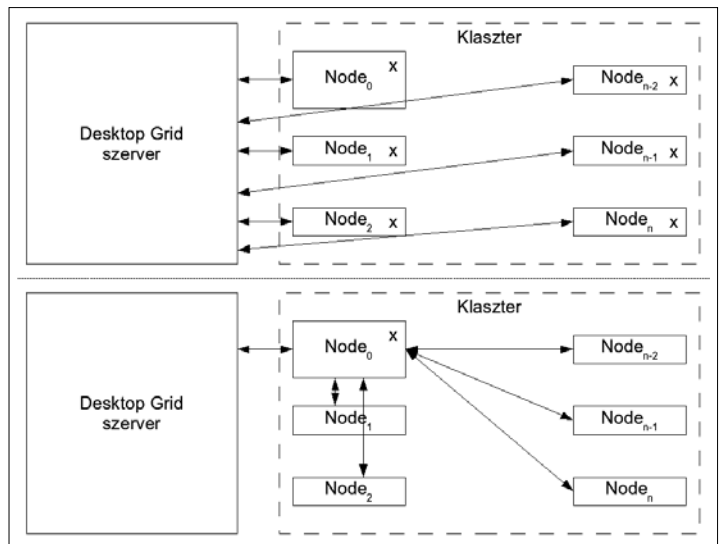 Klaszter
Desktop Grid
szerver
Node0 x
Noden-2 x
Node1 x
Noden-1 x
Node2 x
Noden x
Klaszter
Desktop Grid
szerver
Node0 x
Noden-2
Node1
Noden-1
Node2
Noden